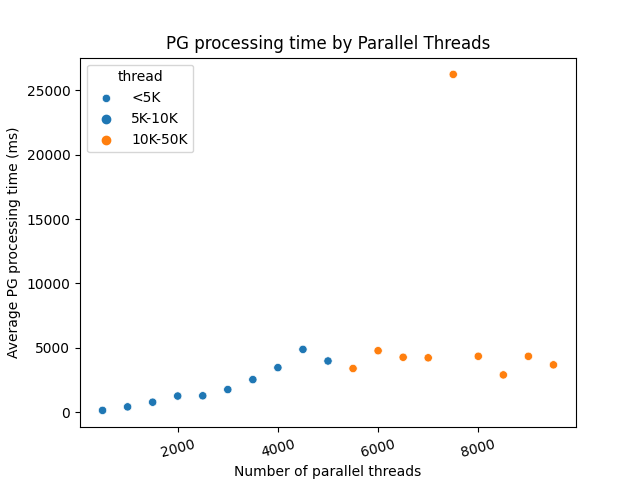 PG processing time by Parallel Threads
thread
<5K
5K-10K
10K-50K
Average PG processing time (ms)
25000
20000
15000
10000
5000
0
2000
4000
6000
8000
Number of parallel threads